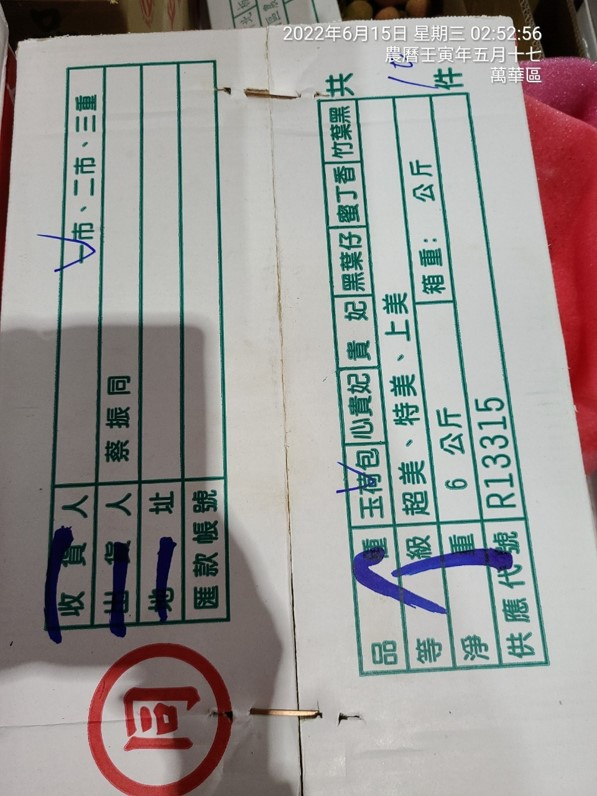 2022年6月15日 星期三 02:52:56
農曆壬寅年五月十七
萬華區
收貨人 一市、二市、三重
出貨人 蔡振同
地址
匯款帳號
同
共 件
品種 玉荷包 心貴妃 貴妃 黑葉仔 蜜丁香 竹葉黑
等級 超美、特美、上美
淨重 6 公斤 箱重: 公斤
供應代號 R13315